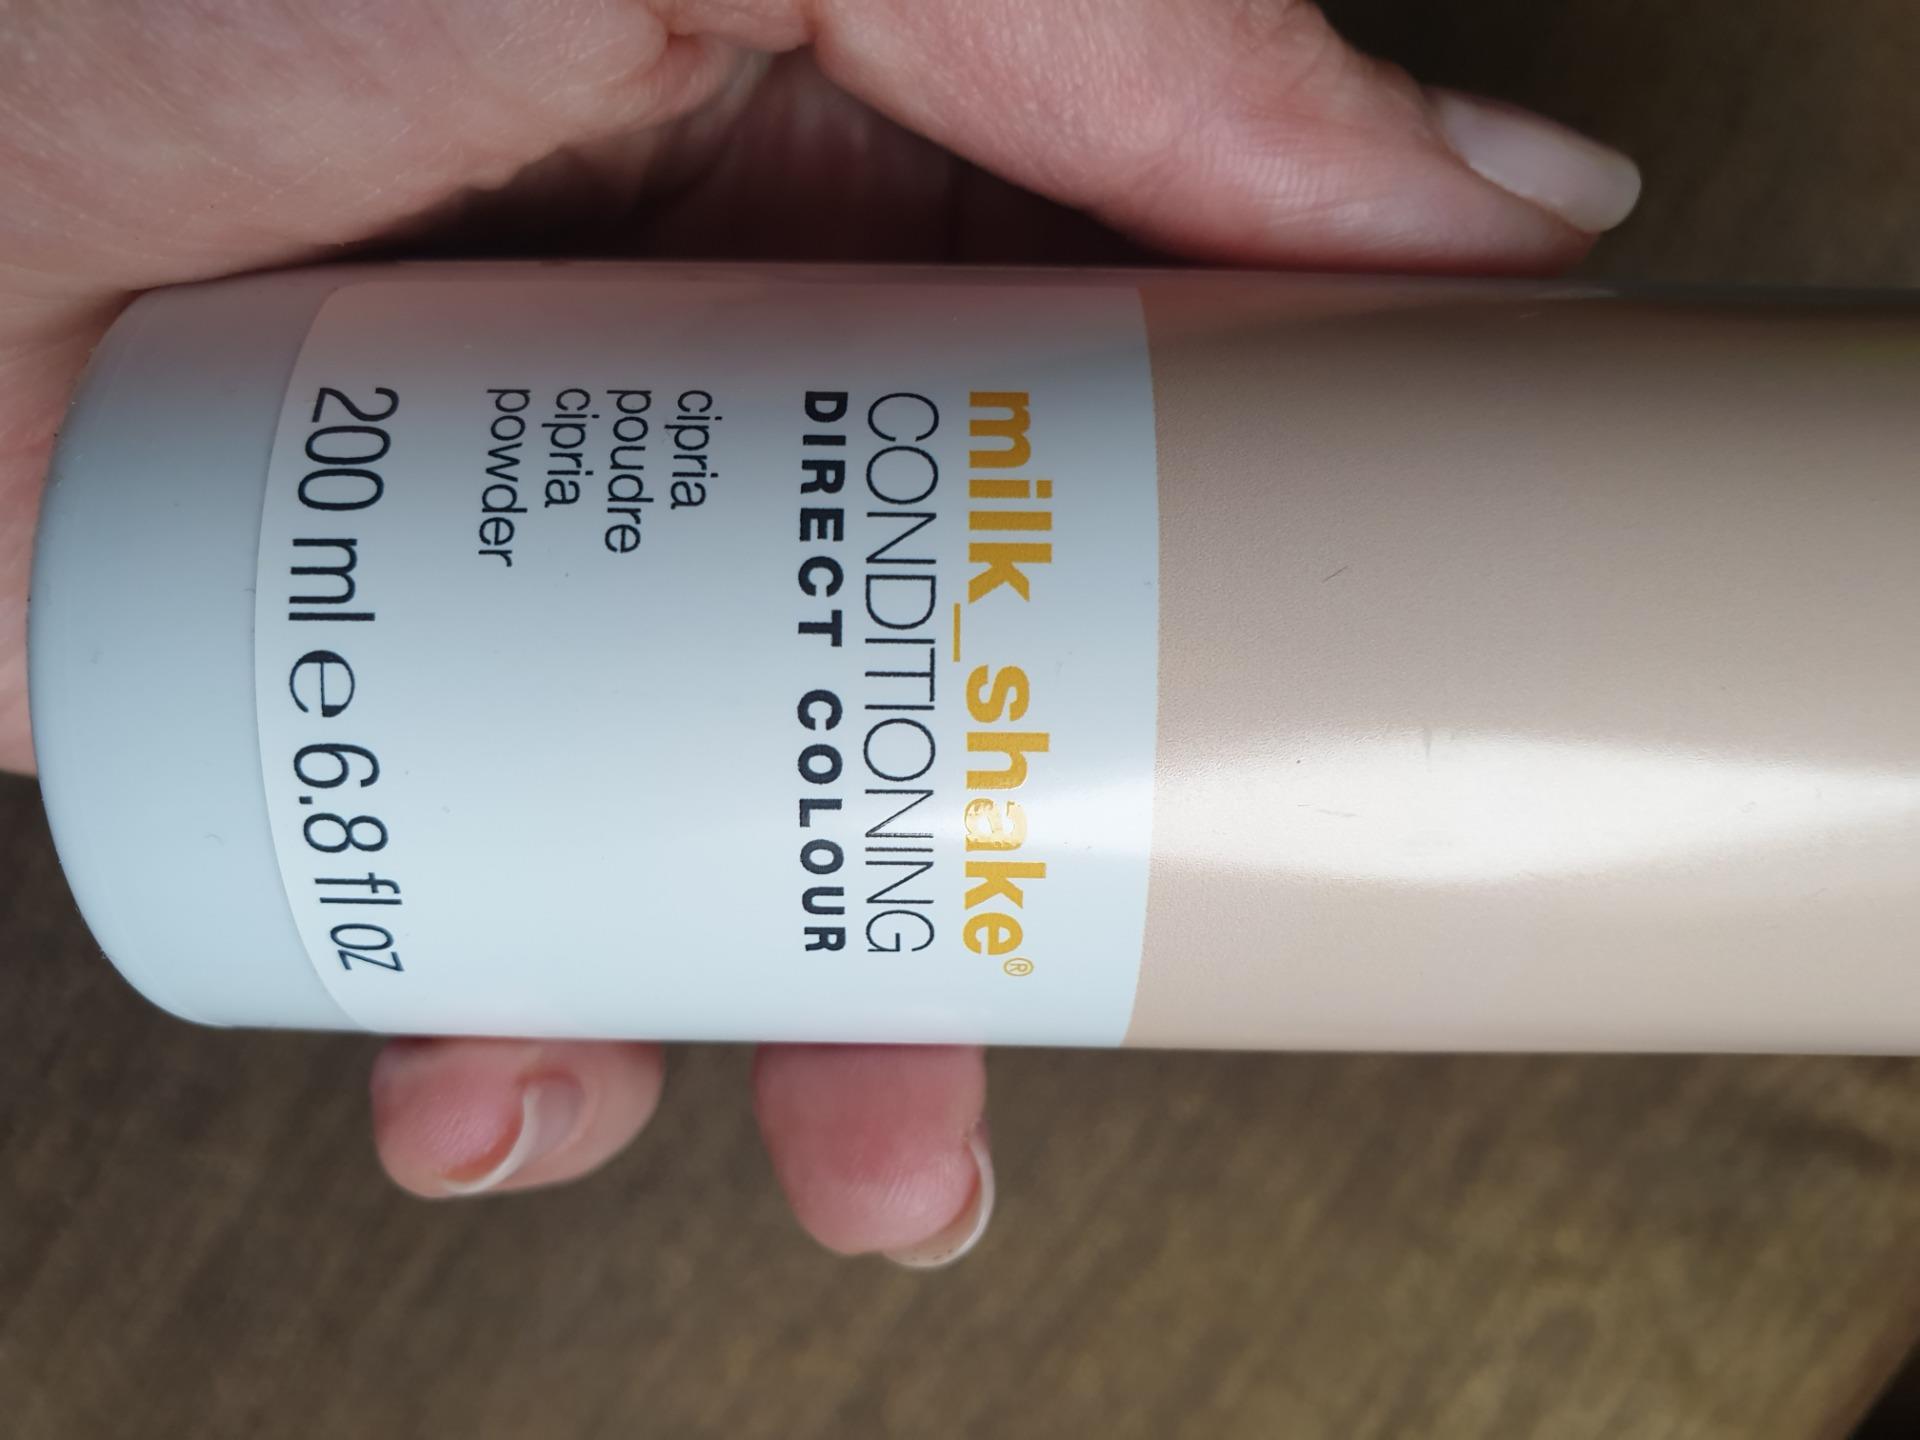 milk_shake®
CONDITIONING
DIRECT COLOUR
cipria
poudre
cipria
powder
200 ml e 6.8 fl oz